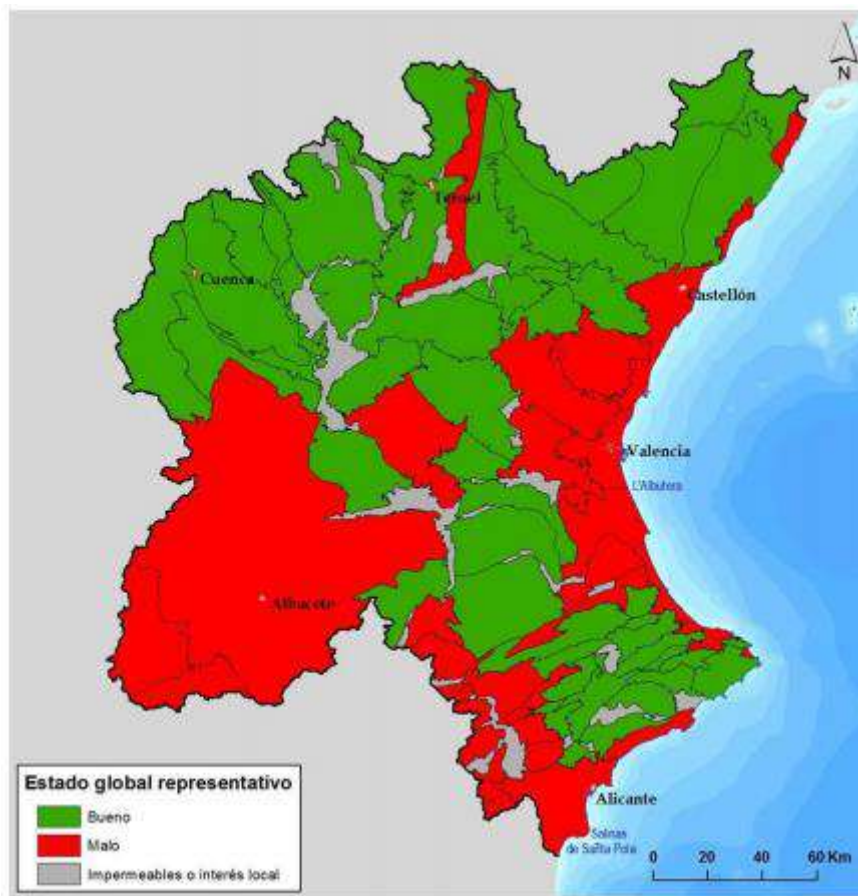 N
Teruel
Cuenca
Castellón
Valencia
L'Albufera
Albacete
Estado global representativo
Bueno
Malo
Impermeables o interés local
Alicante
Salinas
de Santa Pola
0 20 40 60 Km